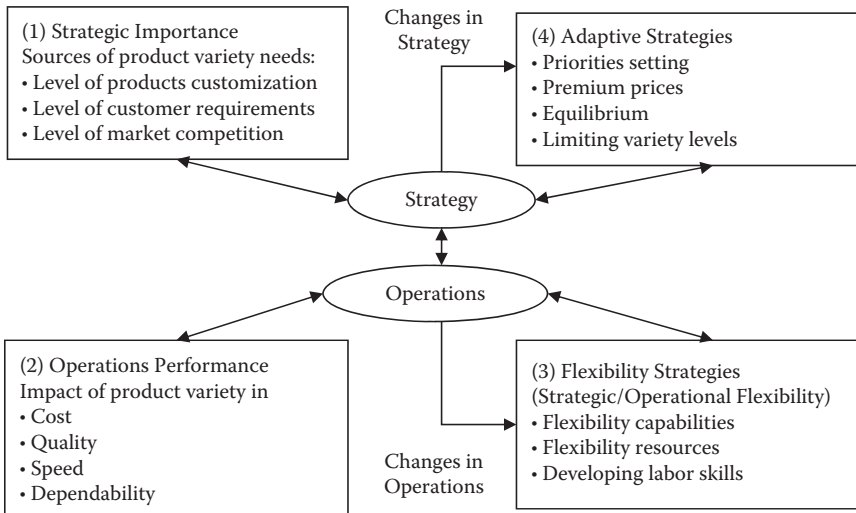 (1) Strategic Importance
Sources of product variety needs:
• Level of products customization
• Level of customer requirements
• Level of market competition
Changes in
Strategy
(4) Adaptive Strategies
• Priorities setting
• Premium prices
• Equilibrium
• Limiting variety levels
Strategy
Operations
(2) Operations Performance
Impact of product variety in
• Cost
• Quality
• Speed
• Dependability
Changes in
Operations
(3) Flexibility Strategies
(Strategic/Operational Flexibility)
• Flexibility capabilities
• Flexibility resources
• Developing labor skills